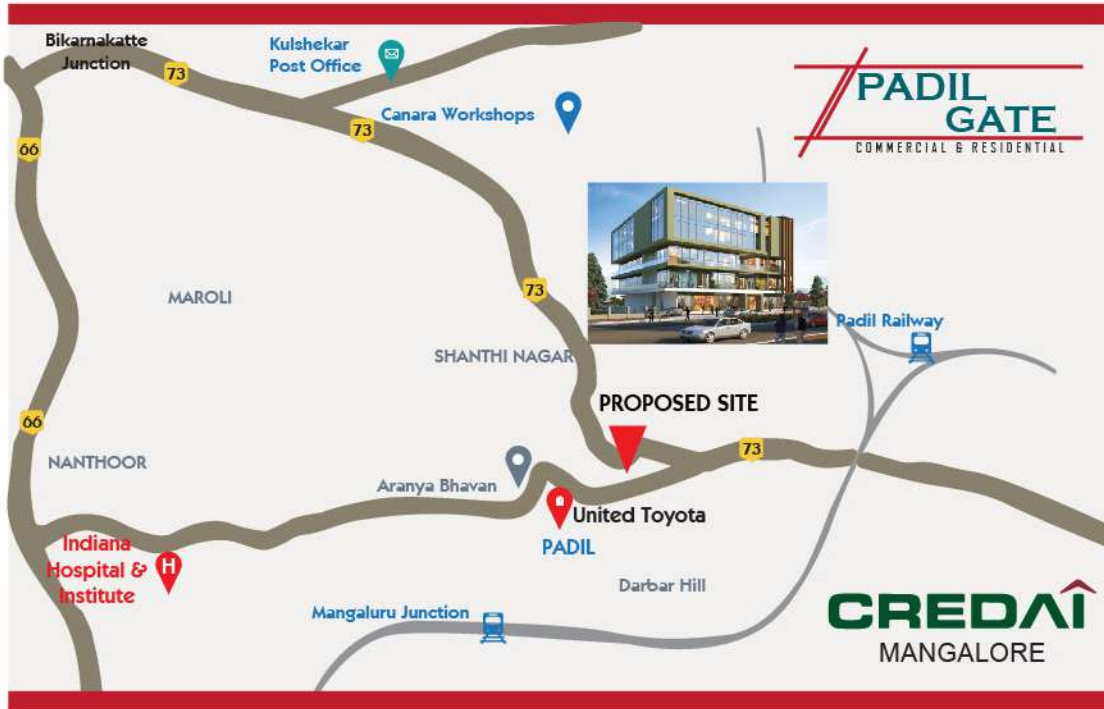 Bikarnakatte
Junction
73
Kulshekar
Post Office
Canara Workshops
73
66
PADIL
GATE
COMMERCIAL & RESIDENTIAL
MAROLI
73
SHANTHI NAGAR
Padil Railway
PROPOSED SITE
66
NANTHOOR
73
Aranya Bhavan
United Toyota
PADIL
Indiana
Hospital &
Institute
H
Darbar Hill
Mangaluru Junction
CREDAÎ
MANGALORE